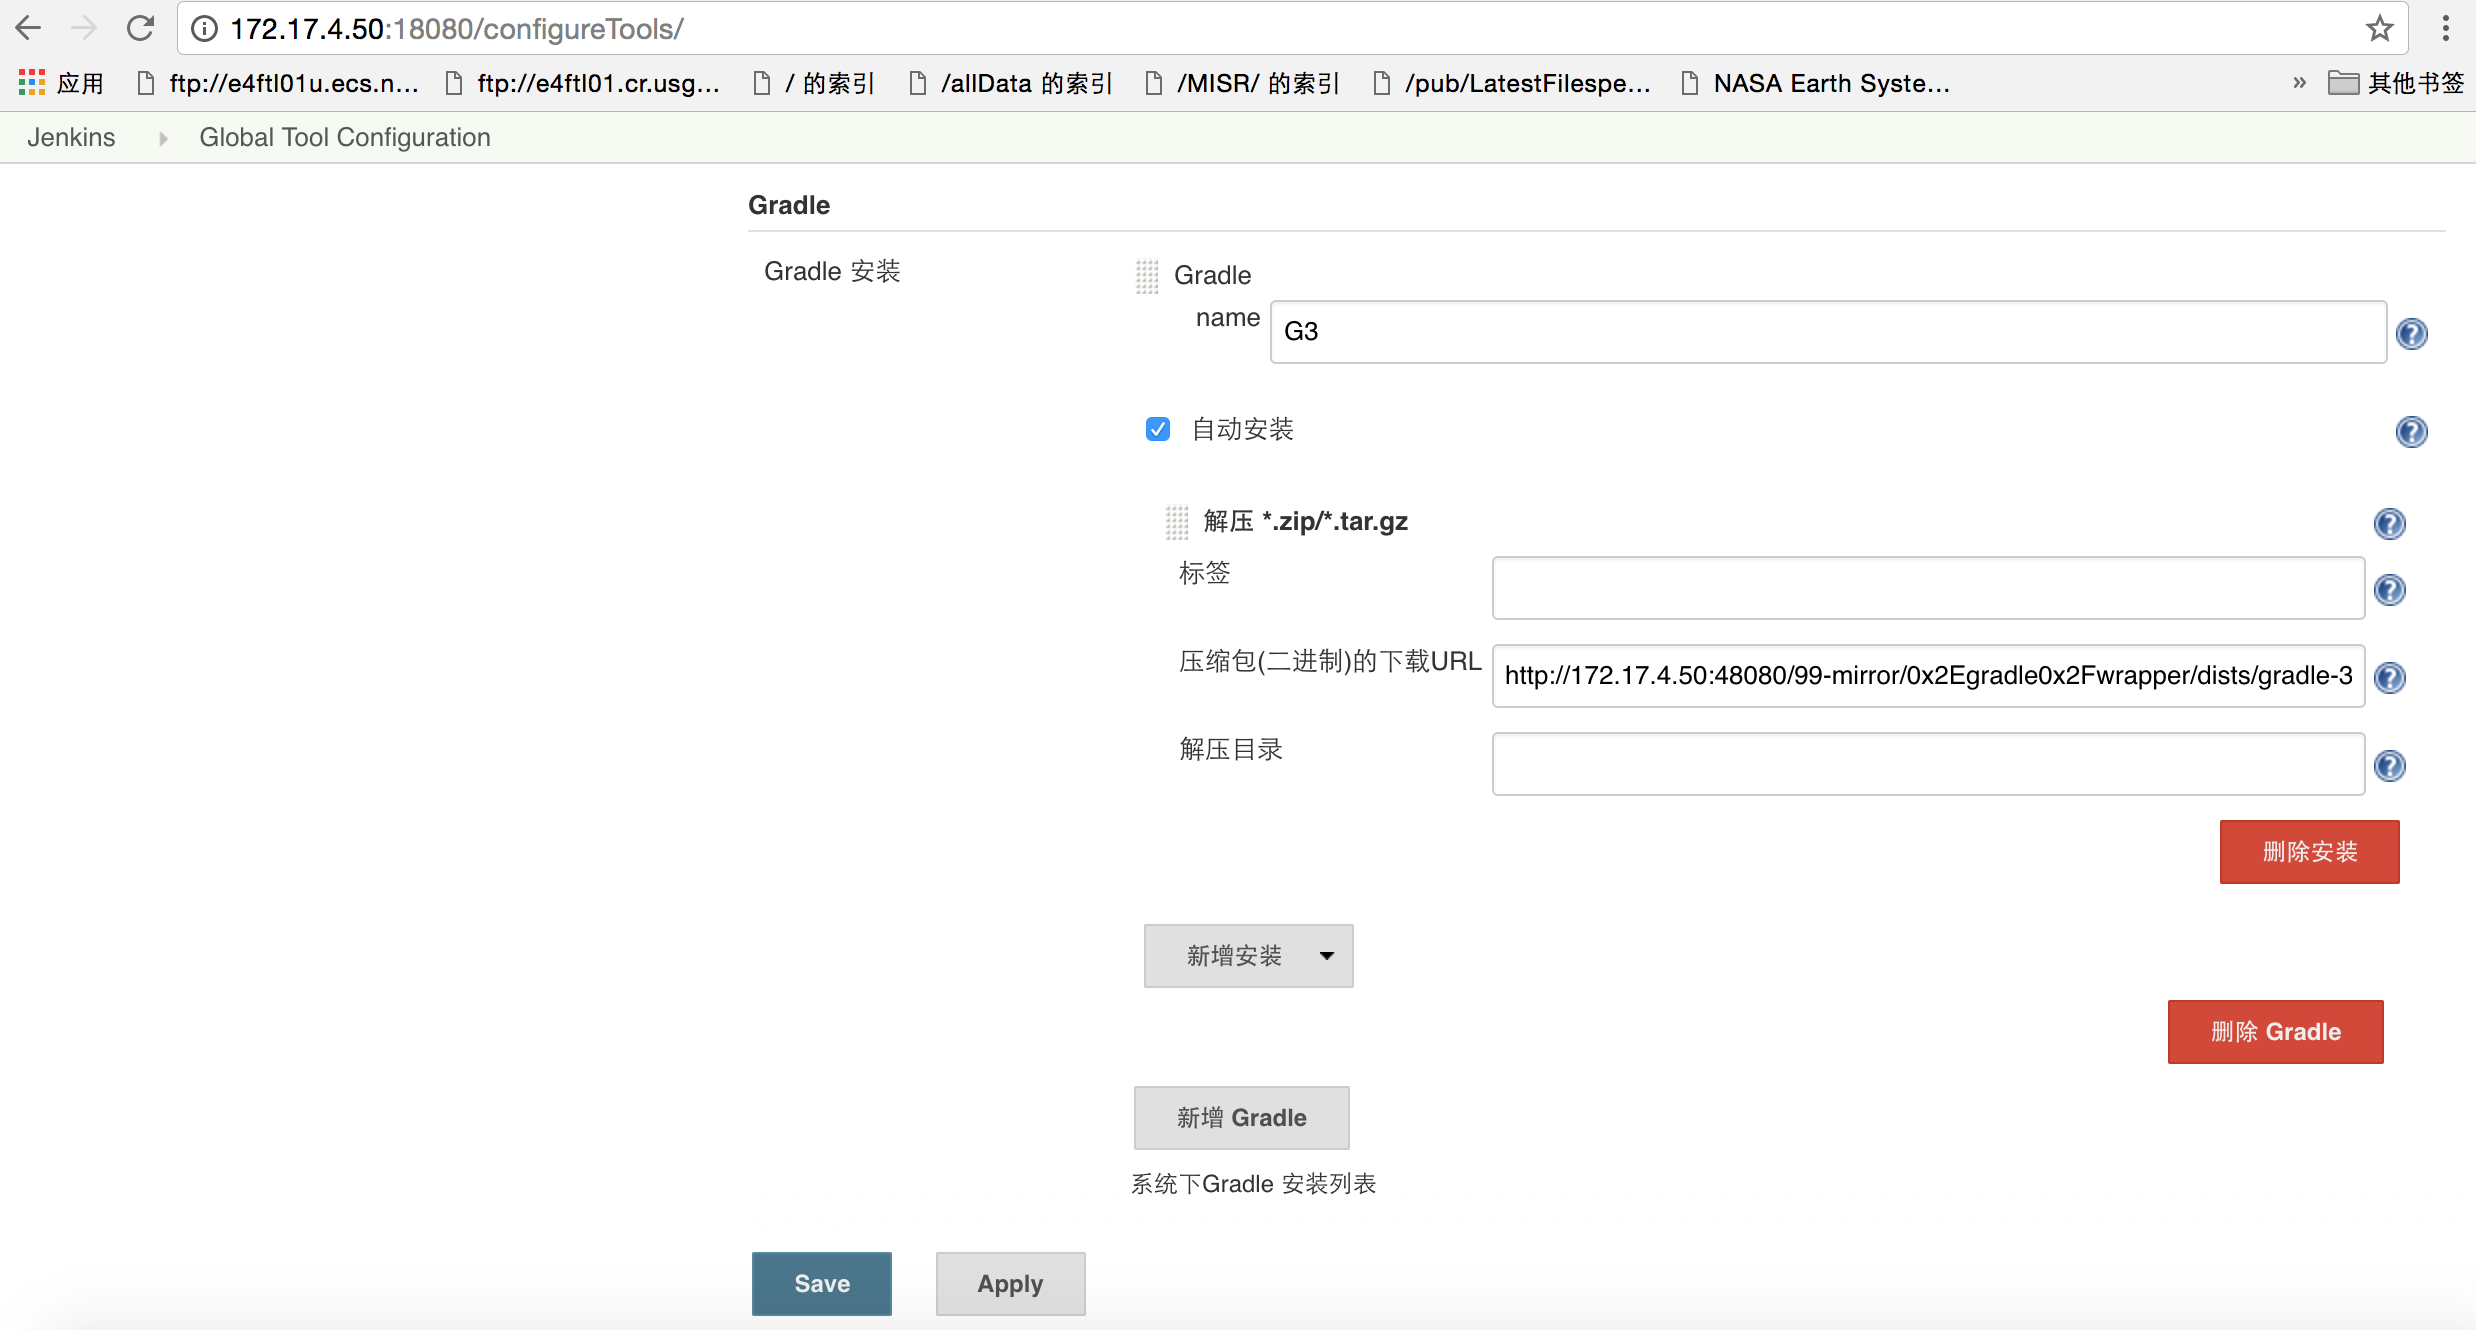 172.17.4.50:18080/configureTools/
应用 ftp://e4ftl01u.ecs.n... ftp://e4ftl01.cr.usg... / 的索引 /allData 的索引 /MISR/ 的索引 /pub/LatestFilespe... NASA Earth Syste... » 其他书签
Jenkins Global Tool Configuration
Gradle
Gradle 安装
Gradle
name G3
自动安装
解压 *.zip/*.tar.gz
标签
压缩包(二进制)的下载URL http://172.17.4.50:48080/99-mirror/0x2Egradle0x2Fwrapper/dists/gradle-3
解压目录
删除安装
新增安装
删除 Gradle
新增 Gradle
系统下Gradle 安装列表
Save Apply